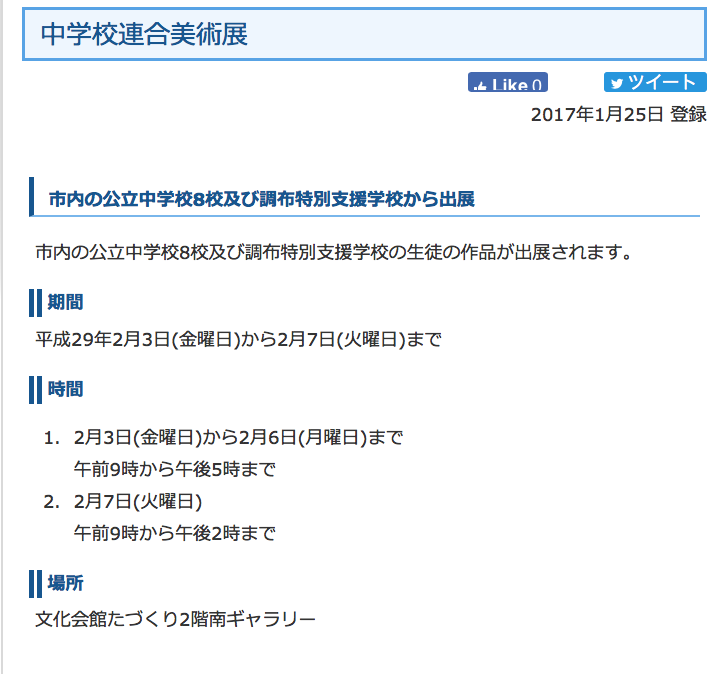 中学校連合美術展
Like 0
ツイート
2017年1月25日 登録
市内の公立中学校8校及び調布特別支援学校から出展
市内の公立中学校8校及び調布特別支援学校の生徒の作品が出展されます。
期間
平成29年2月3日(金曜日)から2月7日(火曜日)まで
時間
1. 2月3日(金曜日)から2月6日(月曜日)まで
午前9時から午後5時まで
2. 2月7日(火曜日)
午前9時から午後2時まで
場所
文化会館たづくり2階南ギャラリー